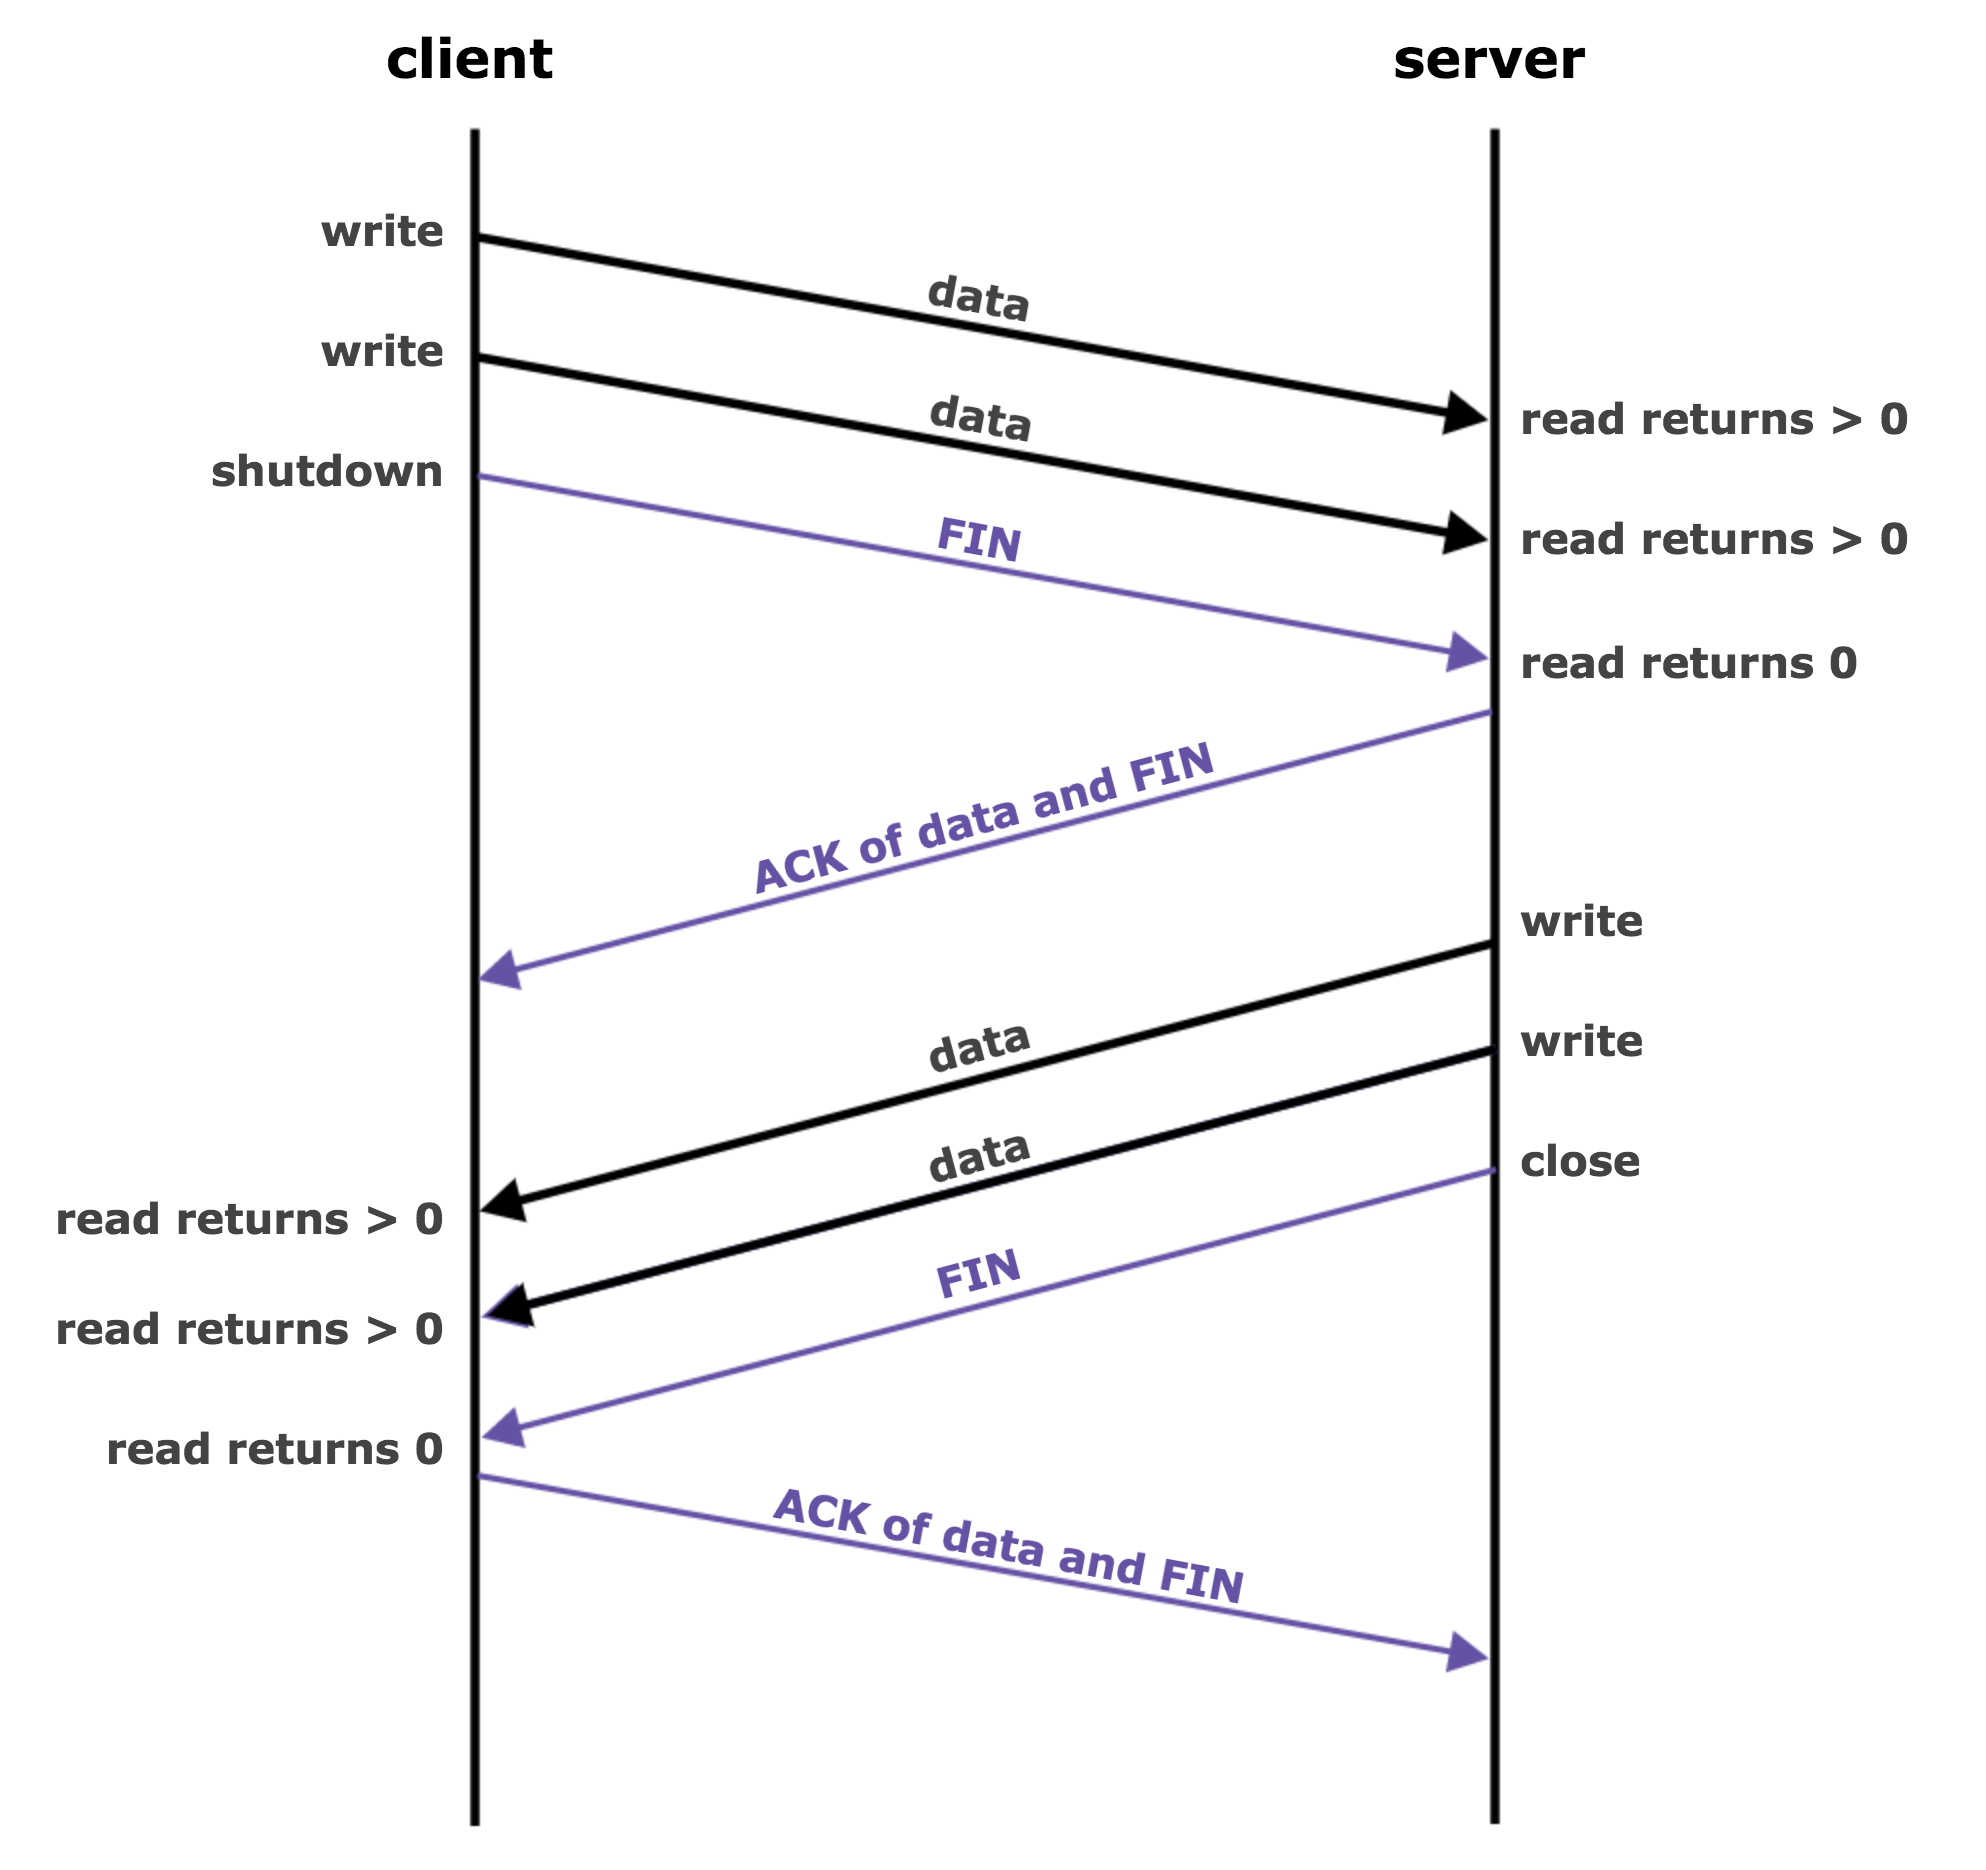 client
server
write
data
write
data
read returns > 0
shutdown
FIN
read returns > 0
read returns 0
ACK of data and FIN
write
data
write
data
close
read returns > 0
FIN
read returns > 0
read returns 0
ACK of data and FIN